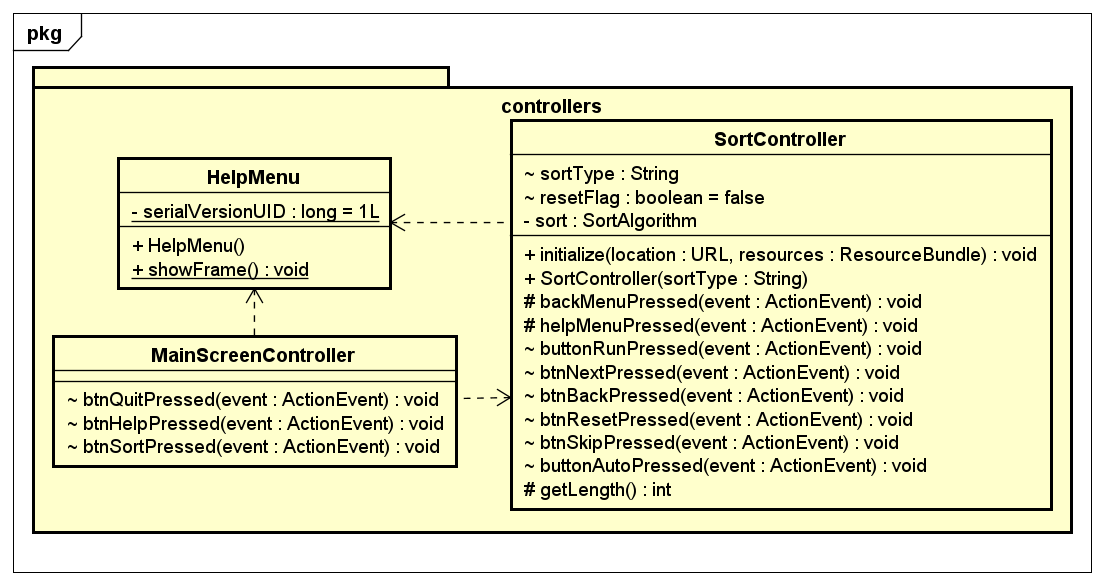 pkg
controllers
HelpMenu
- serialVersionUID : long = 1L
+ HelpMenu()
+ showFrame() : void
MainScreenController
~ btnQuitPressed(event : ActionEvent) : void
~ btnHelpPressed(event : ActionEvent) : void
~ btnSortPressed(event : ActionEvent) : void
SortController
~ sortType : String
~ resetFlag : boolean = false
- sort : SortAlgorithm
+ initialize(location : URL, resources : ResourceBundle) : void
+ SortController(sortType : String)
# backMenuPressed(event : ActionEvent) : void
# helpMenuPressed(event : ActionEvent) : void
~ buttonRunPressed(event : ActionEvent) : void
~ btnNextPressed(event : ActionEvent) : void
~ btnBackPressed(event : ActionEvent) : void
~ btnResetPressed(event : ActionEvent) : void
~ btnSkipPressed(event : ActionEvent) : void
~ buttonAutoPressed(event : ActionEvent) : void
# getLength() : int